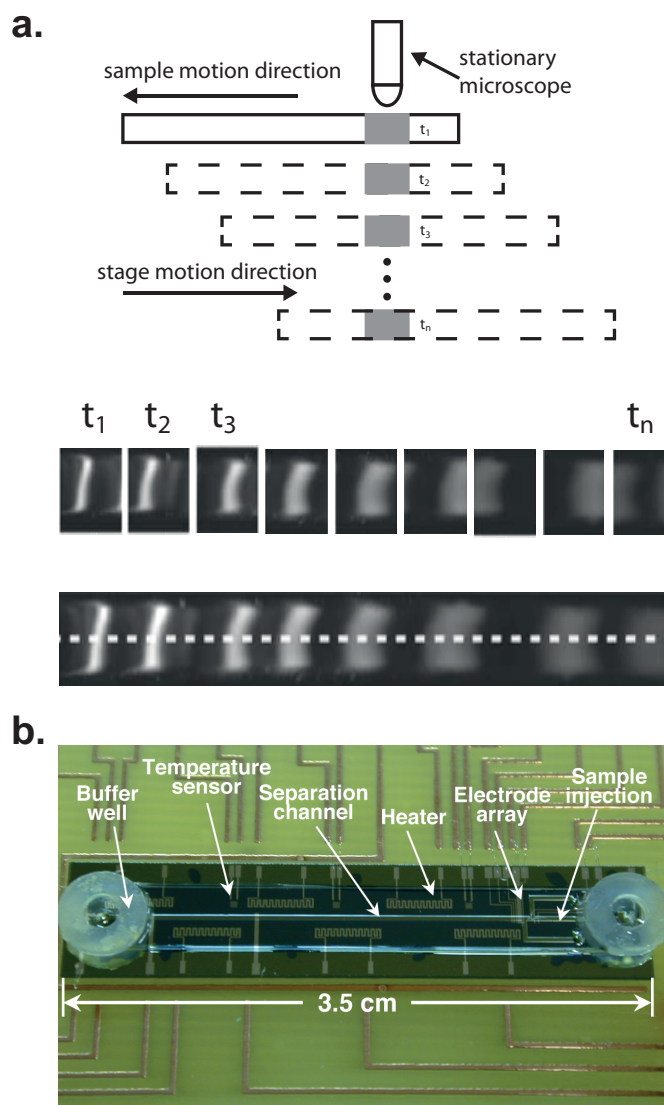 a.
sample motion direction
stationary
microscope
t1
t2
t3
stage motion direction
tn
t1 t2 t3 tn
b.
Buffer
well
Temperature
sensor
Separation
channel
Heater
Electrode
array
Sample
injection
3.5 cm